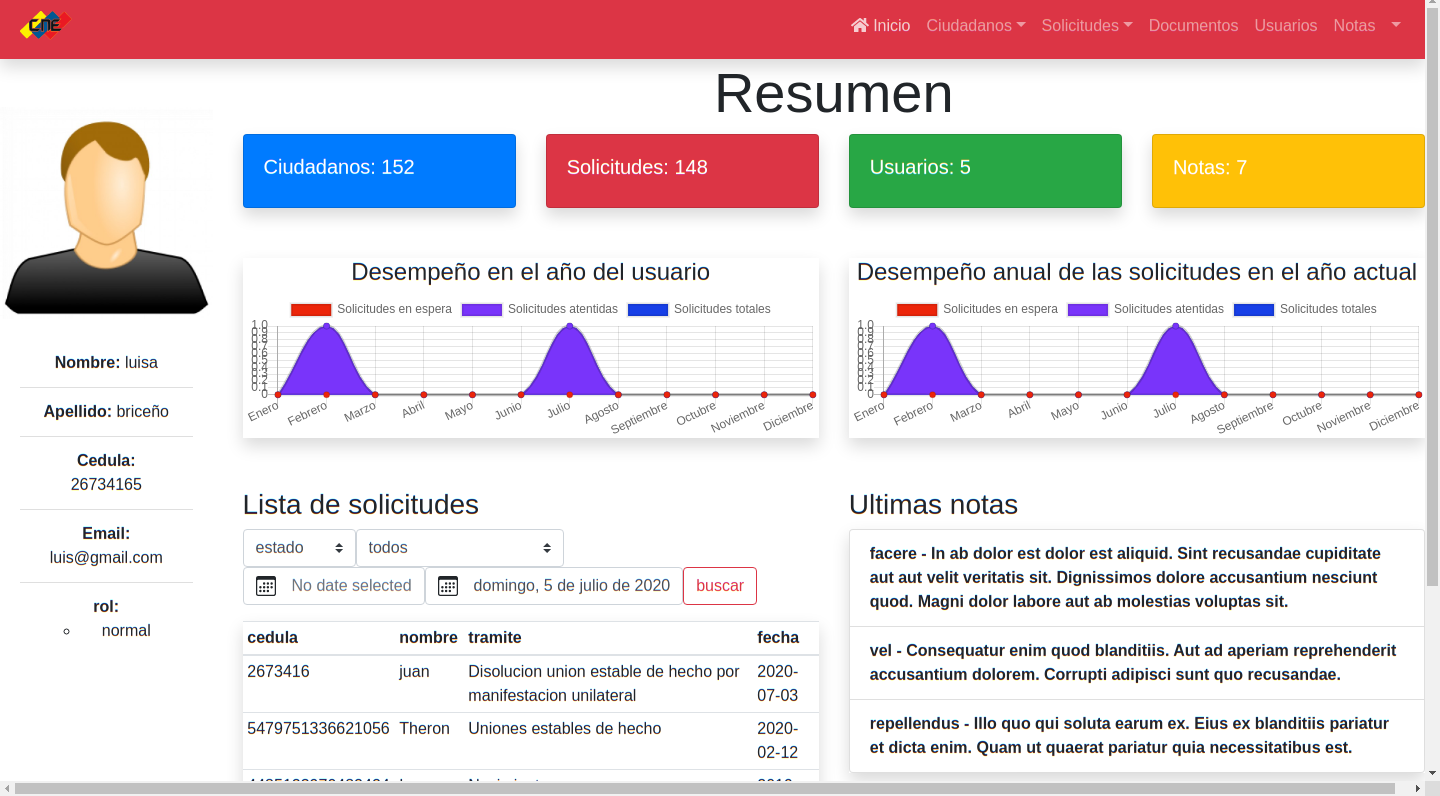 CNE
Inicio Ciudadanos Solicitudes Documentos Usuarios Notas
Resumen
Ciudadanos: 152
Solicitudes: 148
Usuarios: 5
Notas: 7
Nombre: luisa
Apellido: briceño
Cedula:
26734165
Email:
luis@gmail.com
rol:
normal
Desempeño en el año del usuario
Solicitudes en espera Solicitudes atentidas Solicitudes totales
1.0
0.9
0.8
0.7
0.6
0.5
0.4
0.3
0.2
0.1
0
Enero Febrero Marzo Abril Mayo Junio Julio Agosto Septiembre Octubre Noviembre Diciembre
Desempeño anual de las solicitudes en el año actual
Solicitudes en espera Solicitudes atentidas Solicitudes totales
1.0
0.9
0.8
0.7
0.6
0.5
0.4
0.3
0.2
0.1
0
Enero Febrero Marzo Abril Mayo Junio Julio Agosto Septiembre Octubre Noviembre Diciembre
Lista de solicitudes
estado todos
No date selected domingo, 5 de julio de 2020 buscar
cedula nombre tramite fecha
2673416 juan Disolucion union estable de hecho por 2020-
manifestacion unilateral 07-03
5479751336621056 Theron Uniones estables de hecho 2020-
02-12
Ultimas notas
facere - In ab dolor est dolor est aliquid. Sint recusandae cupiditate
aut aut velit veritatis sit. Dignissimos dolore accusantium nesciunt
quod. Magni dolor labore aut ab molestias voluptas sit.
vel - Consequatur enim quod blanditiis. Aut ad aperiam reprehenderit
accusantium dolorem. Corrupti adipisci sunt quo recusandae.
repellendus - Illo quo qui soluta earum ex. Eius ex blanditiis pariatur
et dicta enim. Quam ut quaerat pariatur quia necessitatibus est.